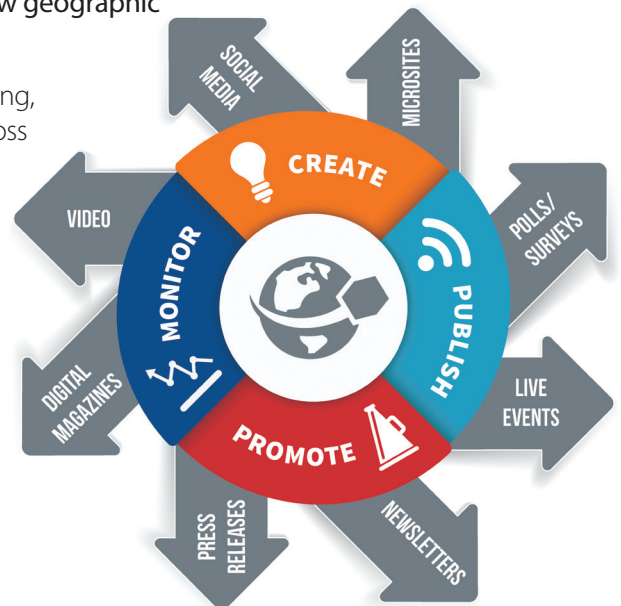 w geographic
ng,
oss
SOCIAL
MEDIA
MICROSITES
POLLS/
SURVEYS
LIVE
EVENTS
NEWSLETTERS
PRESS
RELEASES
DIGITAL
MAGAZINES
VIDEO
CREATE
PUBLISH
PROMOTE
MONITOR